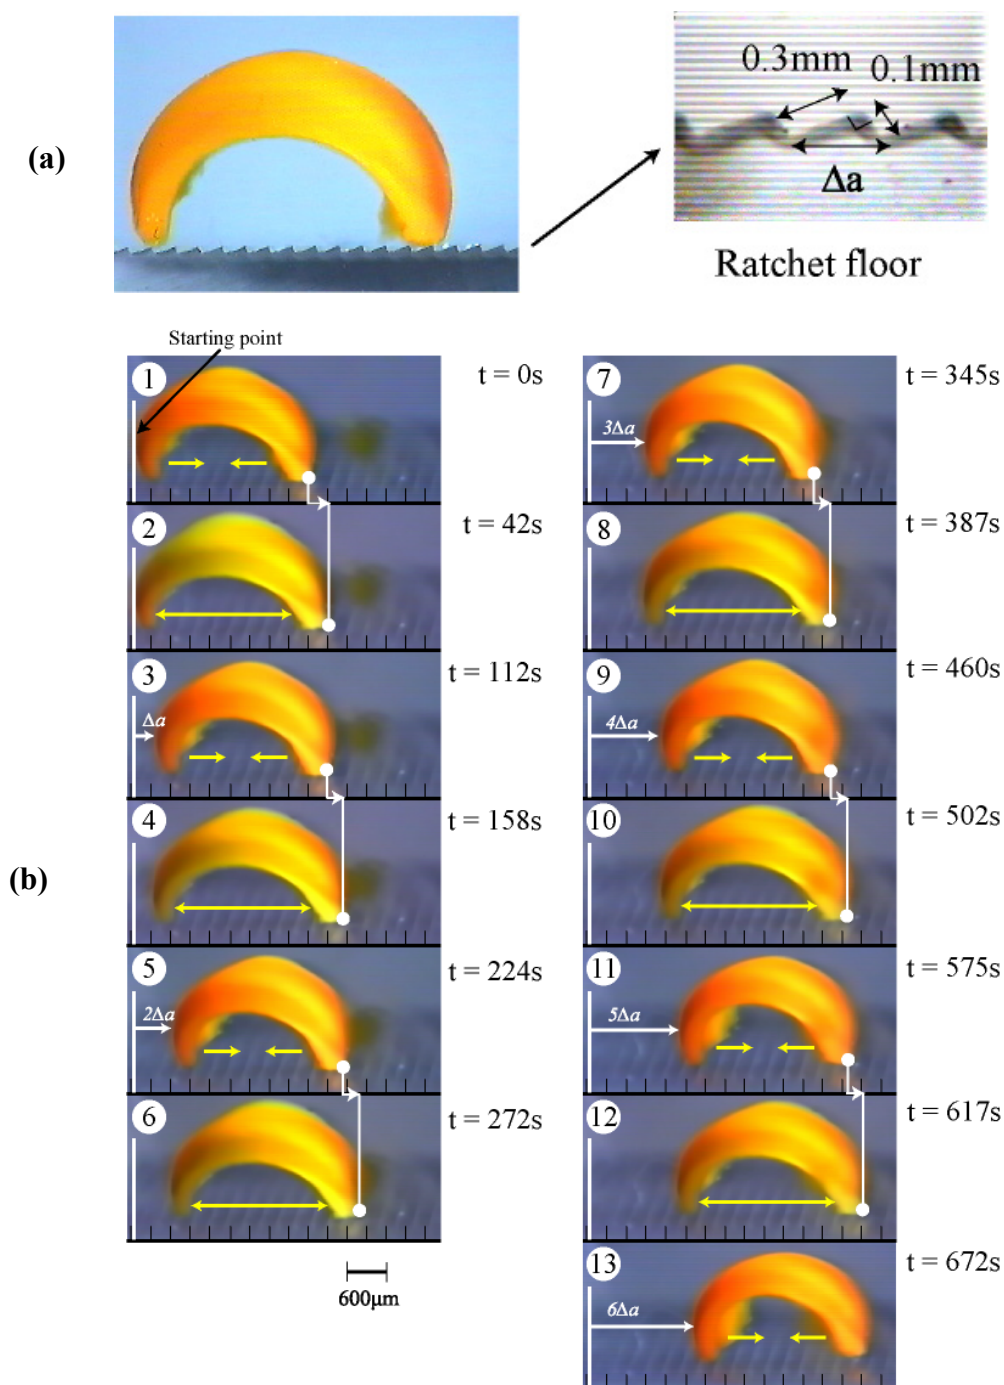 (a)
0.3mm
0.1mm
Δa
Ratchet floor
(b)
Starting point
1
t = 0s
2
t = 42s
3
t = 112s
Δa
4
t = 158s
5
t = 224s
2Δa
6
t = 272s
600μm
7
t = 345s
3Δa
8
t = 387s
9
t = 460s
4Δa
10
t = 502s
11
t = 575s
5Δa
12
t = 617s
13
t = 672s
6Δa